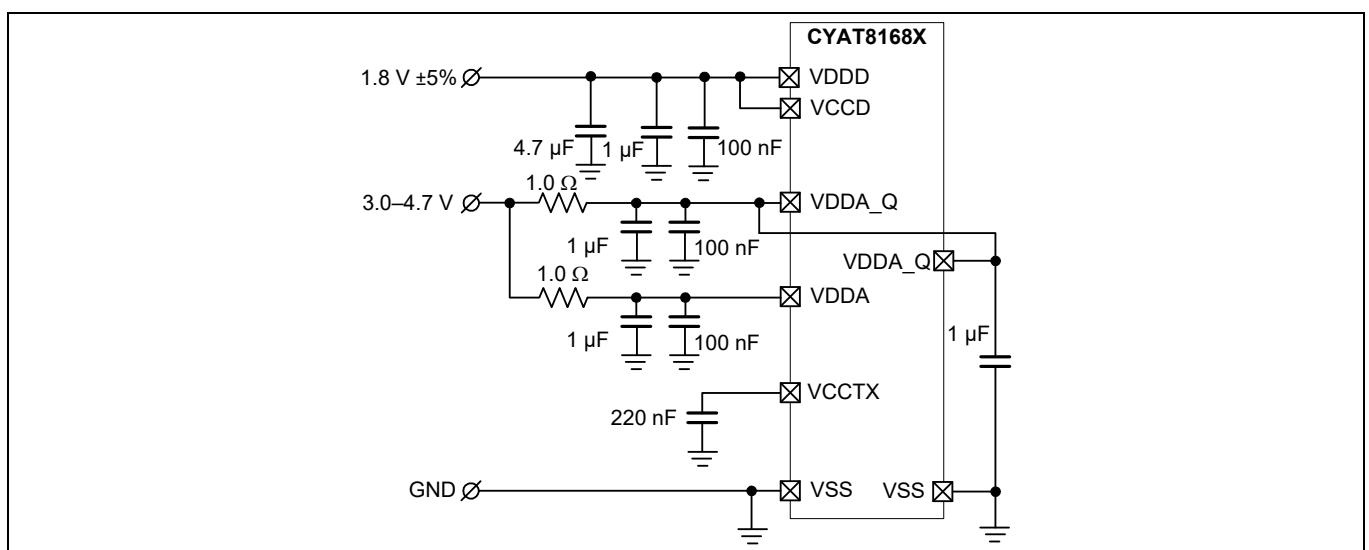 CYAT8168X
1.8 V ±5%
VDDD
VCCD
4.7 µF
1 µF
100 nF
3.0–4.7 V
1.0 Ω
VDDA_Q
1 µF
100 nF
VDDA_Q
1.0 Ω
VDDA
1 µF
100 nF
1 µF
VCCTX
220 nF
GND
VSS
VSS